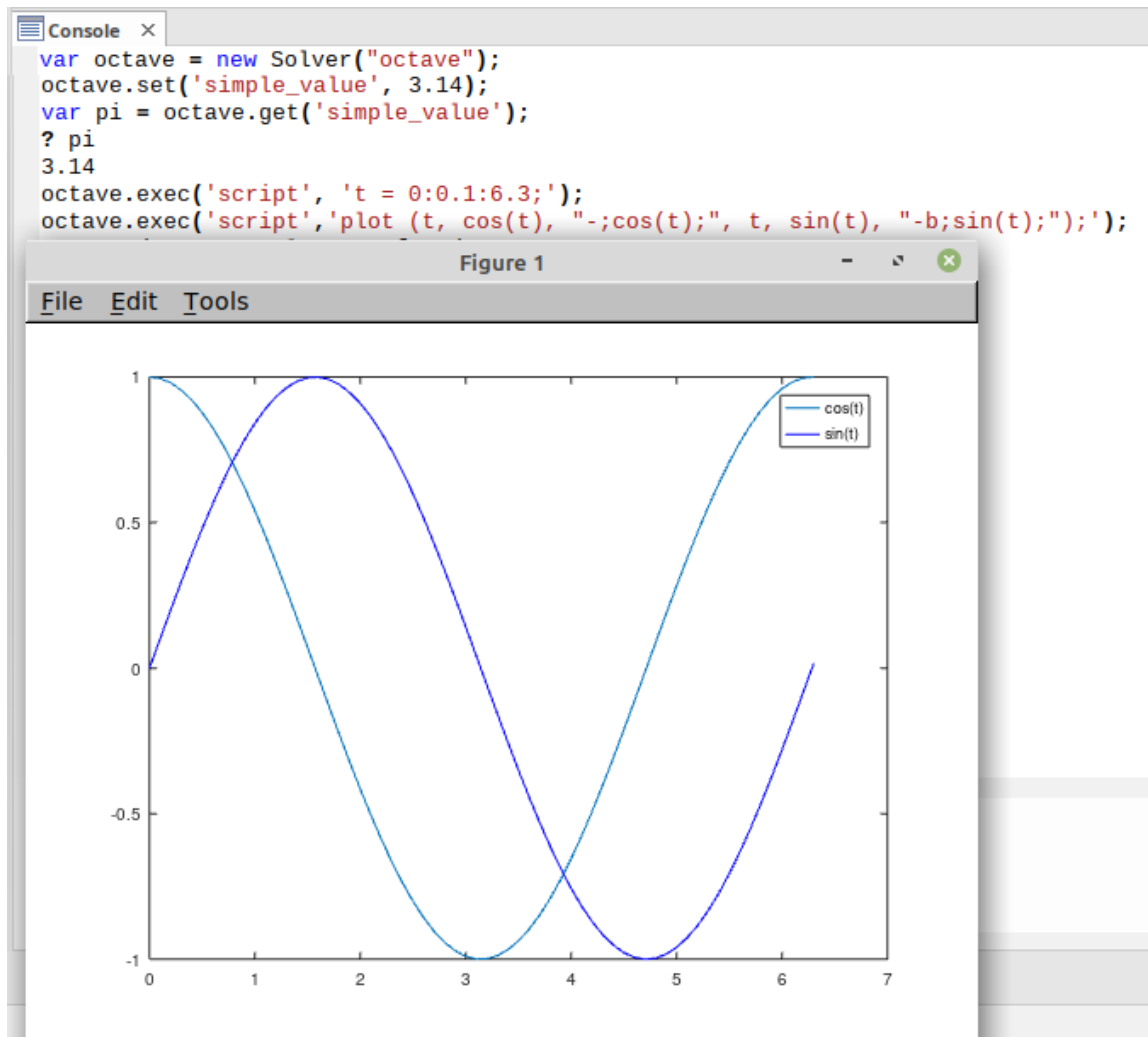 Console ×
var octave = new Solver("octave");
octave.set('simple_value', 3.14);
var pi = octave.get('simple_value');
? pi
3.14
octave.exec('script', 't = 0:0.1:6.3;');
octave.exec('script','plot (t, cos(t), "-;cos(t);", t, sin(t), "-b;sin(t);");');
Figure 1
File Edit Tools
1
cos(t)
sin(t)
0.5
0
-0.5
-1
0 1 2 3 4 5 6 7